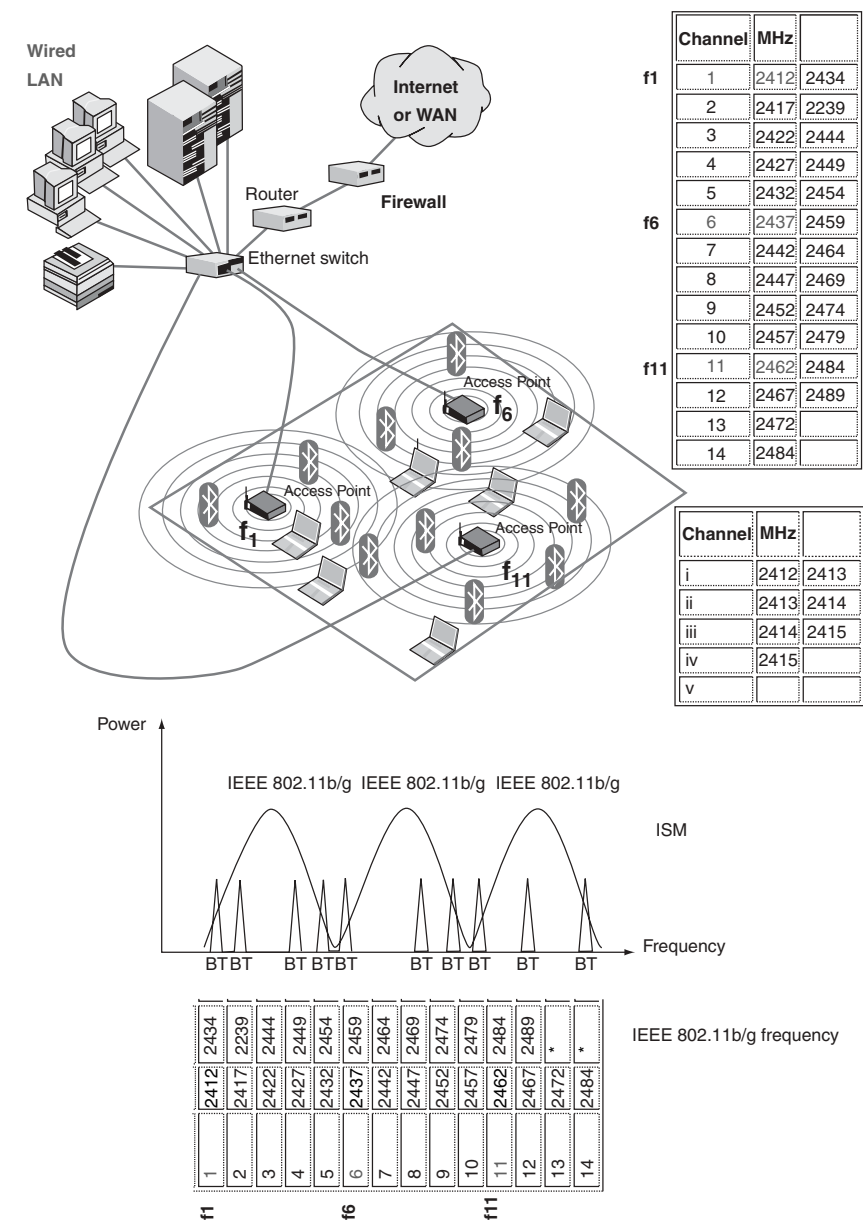 Wired
LAN
Internet
or WAN
Router
Firewall
Ethernet switch
Access Point
f6
Access Point
f1
Access Point
f11
Channel MHz
f1 1 2412 2434
2 2417 2239
3 2422 2444
4 2427 2449
5 2432 2454
f6 6 2437 2459
7 2442 2464
8 2447 2469
9 2452 2474
10 2457 2479
f11 11 2462 2484
12 2467 2489
13 2472
14 2484
Channel MHz
i 2412 2413
ii 2413 2414
iii 2414 2415
iv 2415
v
Power
IEEE 802.11b/g IEEE 802.11b/g IEEE 802.11b/g
ISM
Frequency
BT BT BT BT BT BT BT BT BT BT
IEEE 802.11b/g frequency
2434 2239 2444 2449 2454 2459 2464 2469 2474 2479 2484 2489 * *
2412 2417 2422 2427 2432 2437 2442 2447 2452 2457 2462 2467 2472 2484
1 2 3 4 5 6 7 8 9 10 11 12 13 14
f1 f6 f11